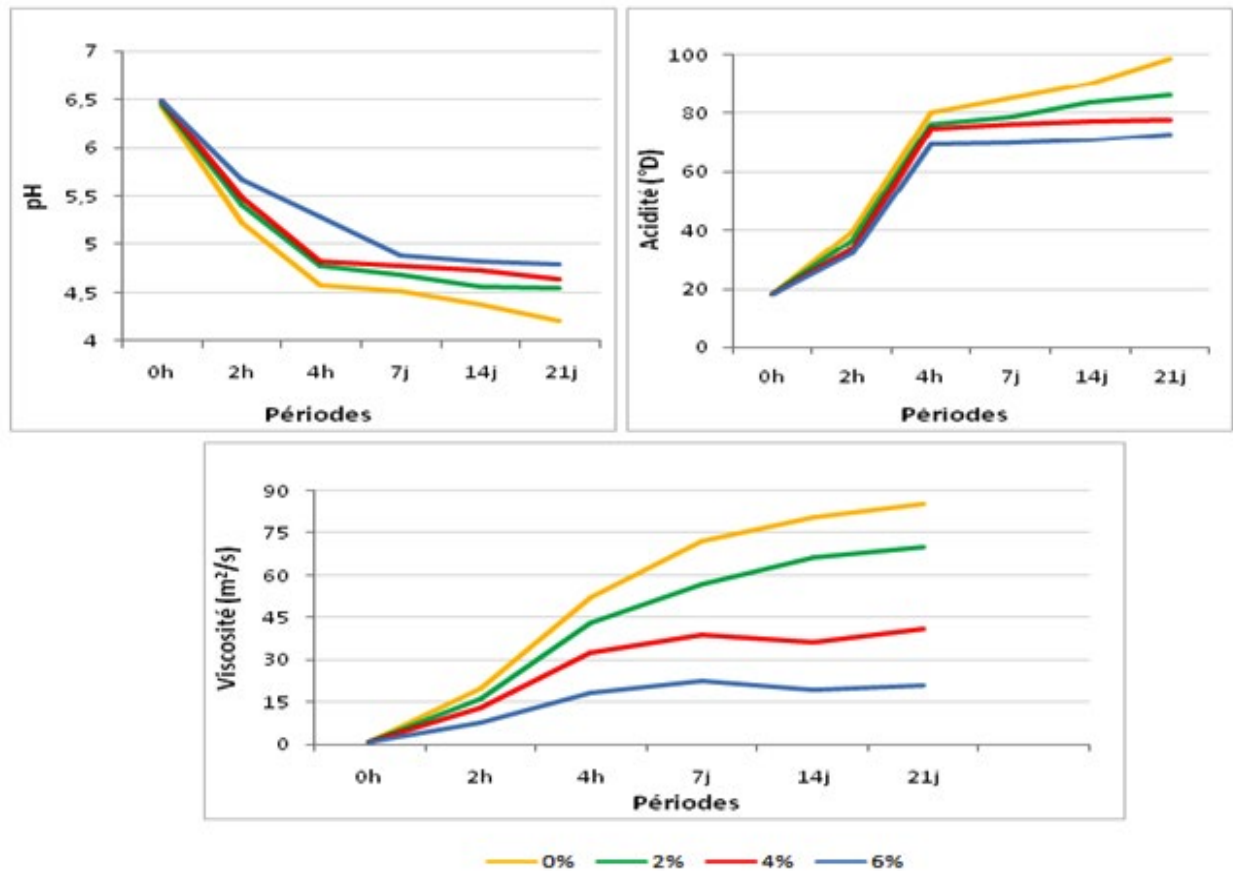 7
6,5
6
5,5
5
4,5
4
pH
0h 2h 4h 7j 14j 21j
Périodes
100
80
60
40
20
0
Acidité (°D)
0h 2h 4h 7j 14j 21j
Périodes
90
75
60
45
30
15
0
Viscosité (m²/s)
0h 2h 4h 7j 14j 21j
Périodes
0% 2% 4% 6%